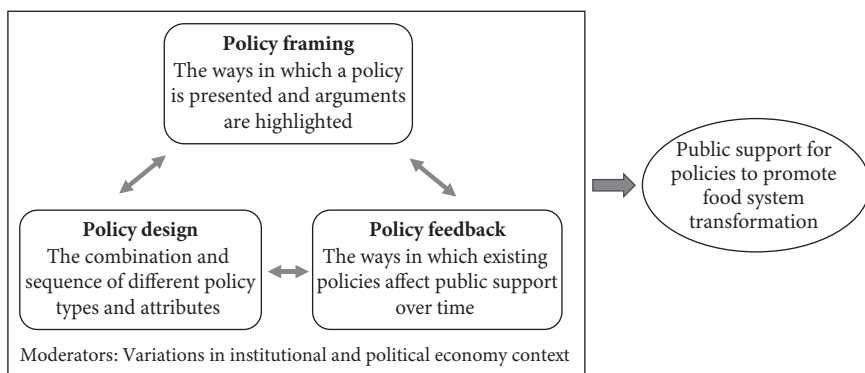 Policy framing
The ways in which a policy
is presented and arguments
are highlighted
Policy design
The combination and
sequence of different policy
types and attributes
Policy feedback
The ways in which existing
policies affect public support
over time
Moderators: Variations in institutional and political economy context
Public support for
policies to promote
food system
transformation